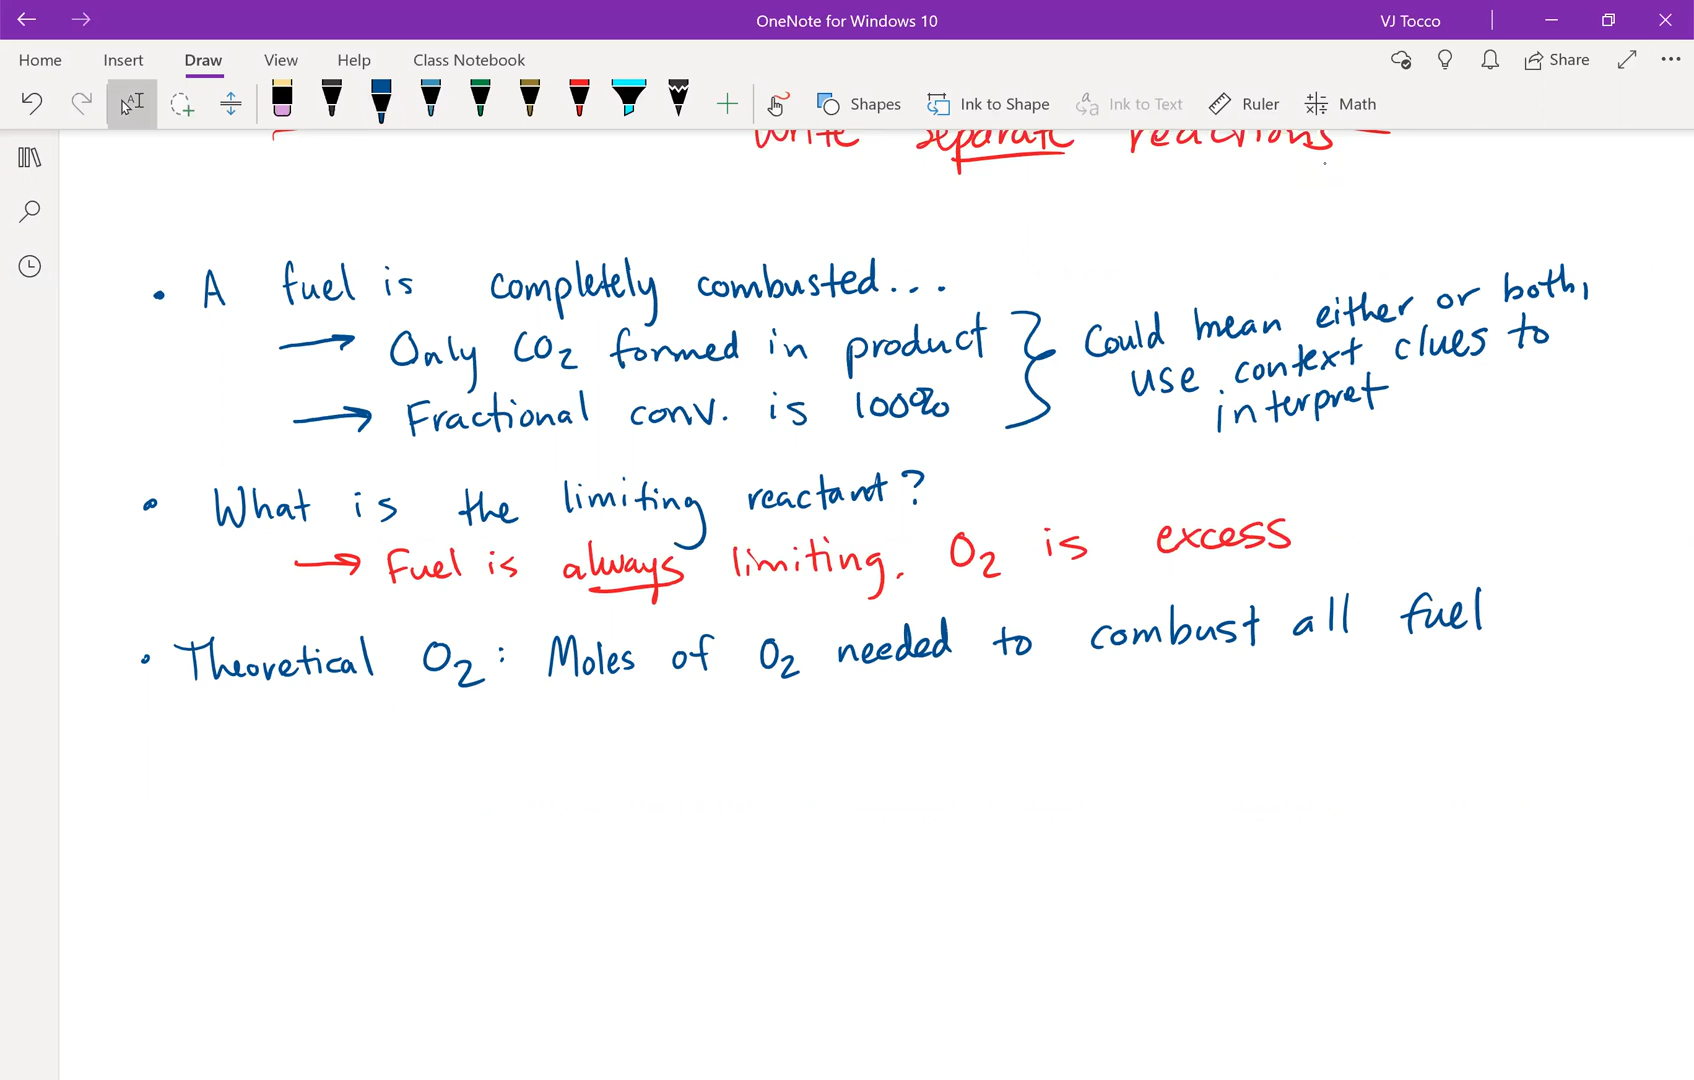 OneNote for Windows 10
VJ Tocco
Home Insert Draw View Help Class Notebook
Share
Shapes Ink to Shape Ink to Text Ruler Math
write separate reactions
• A fuel is completely combusted...
→ Only CO2 formed in product
→ Fractional conv. is 100%
Could mean either or both,
use context clues to
interpret
• What is the limiting reactant?
→ Fuel is always limiting. O2 is excess
• Theoretical O2: Moles of O2 needed to combust all fuel